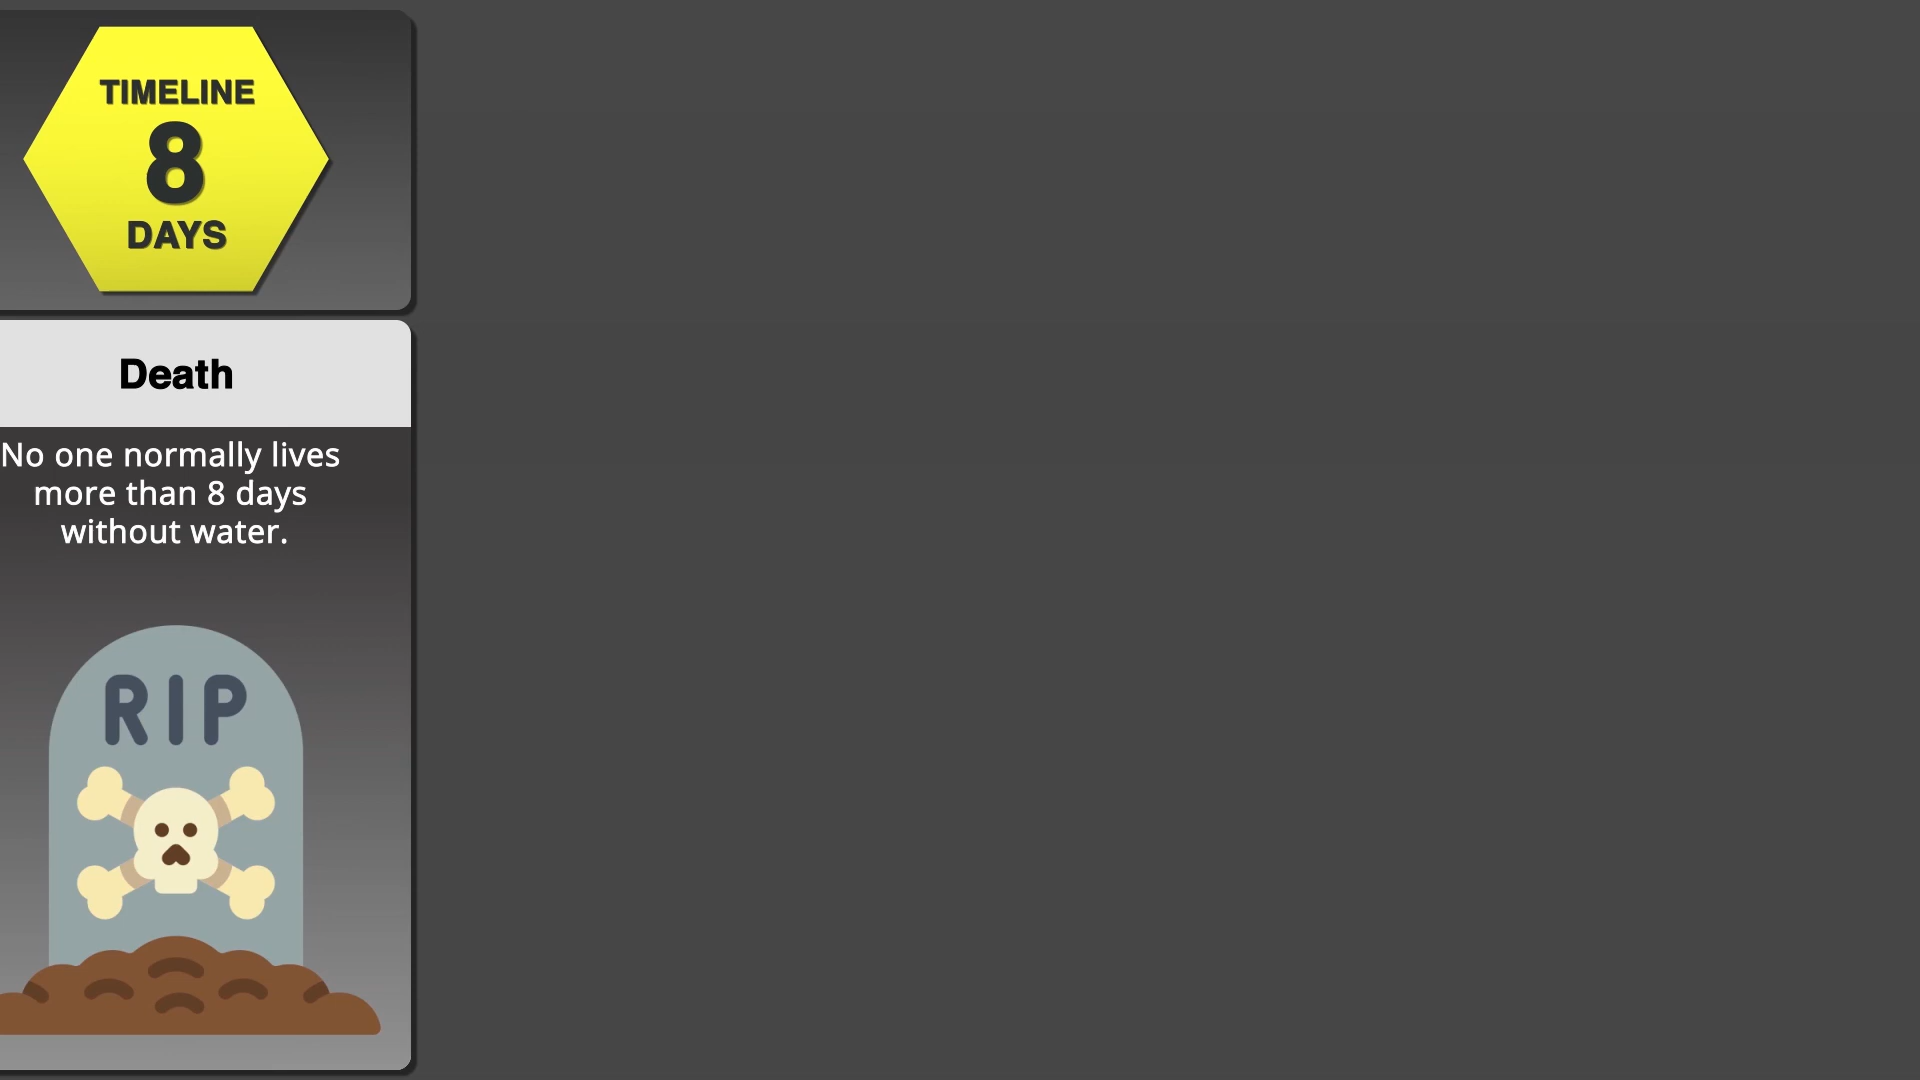 TIMELINE
8
DAYS
Death
No one normally lives
more than 8 days
without water.
RIP